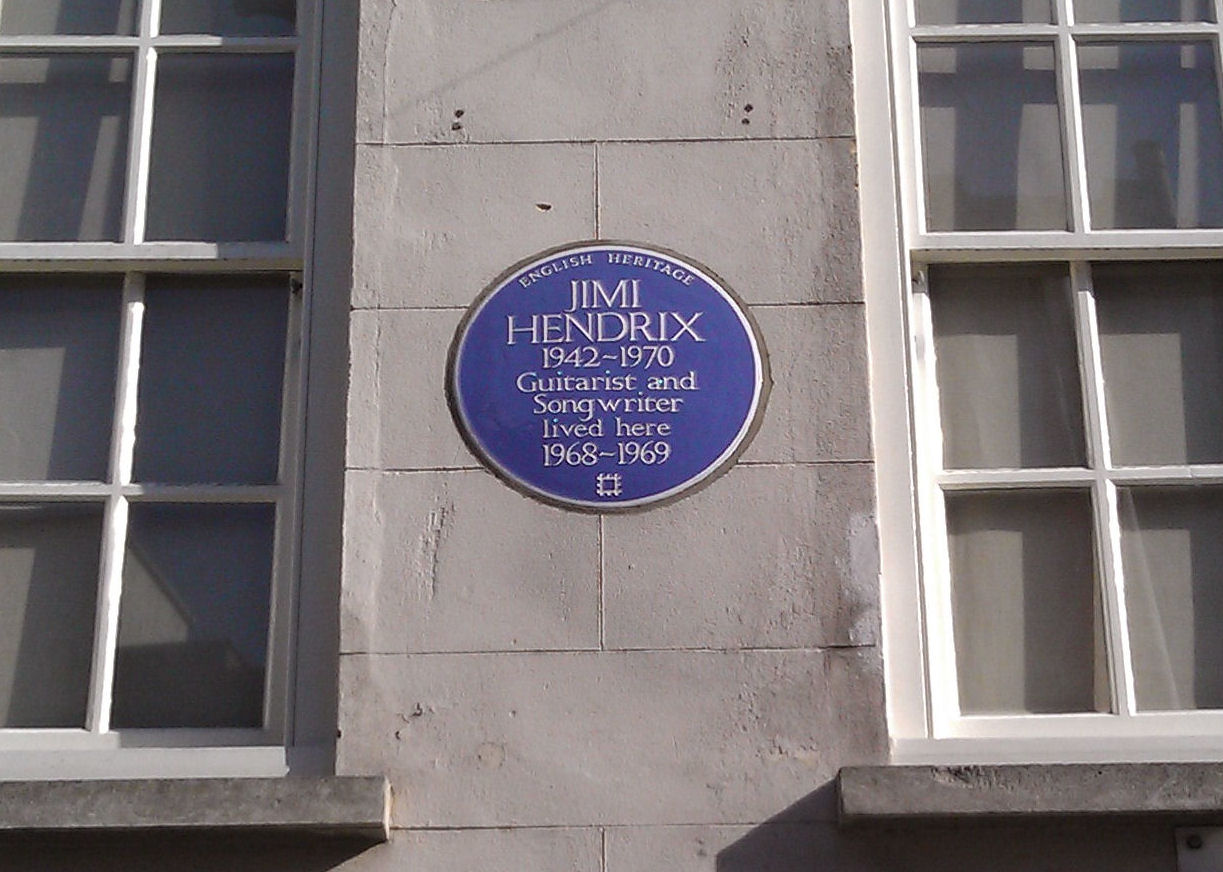 ENGLISH HERITAGE
JIMI
HENDRIX
1942~1970
Guitarist and
Songwriter
lived here
1968~1969